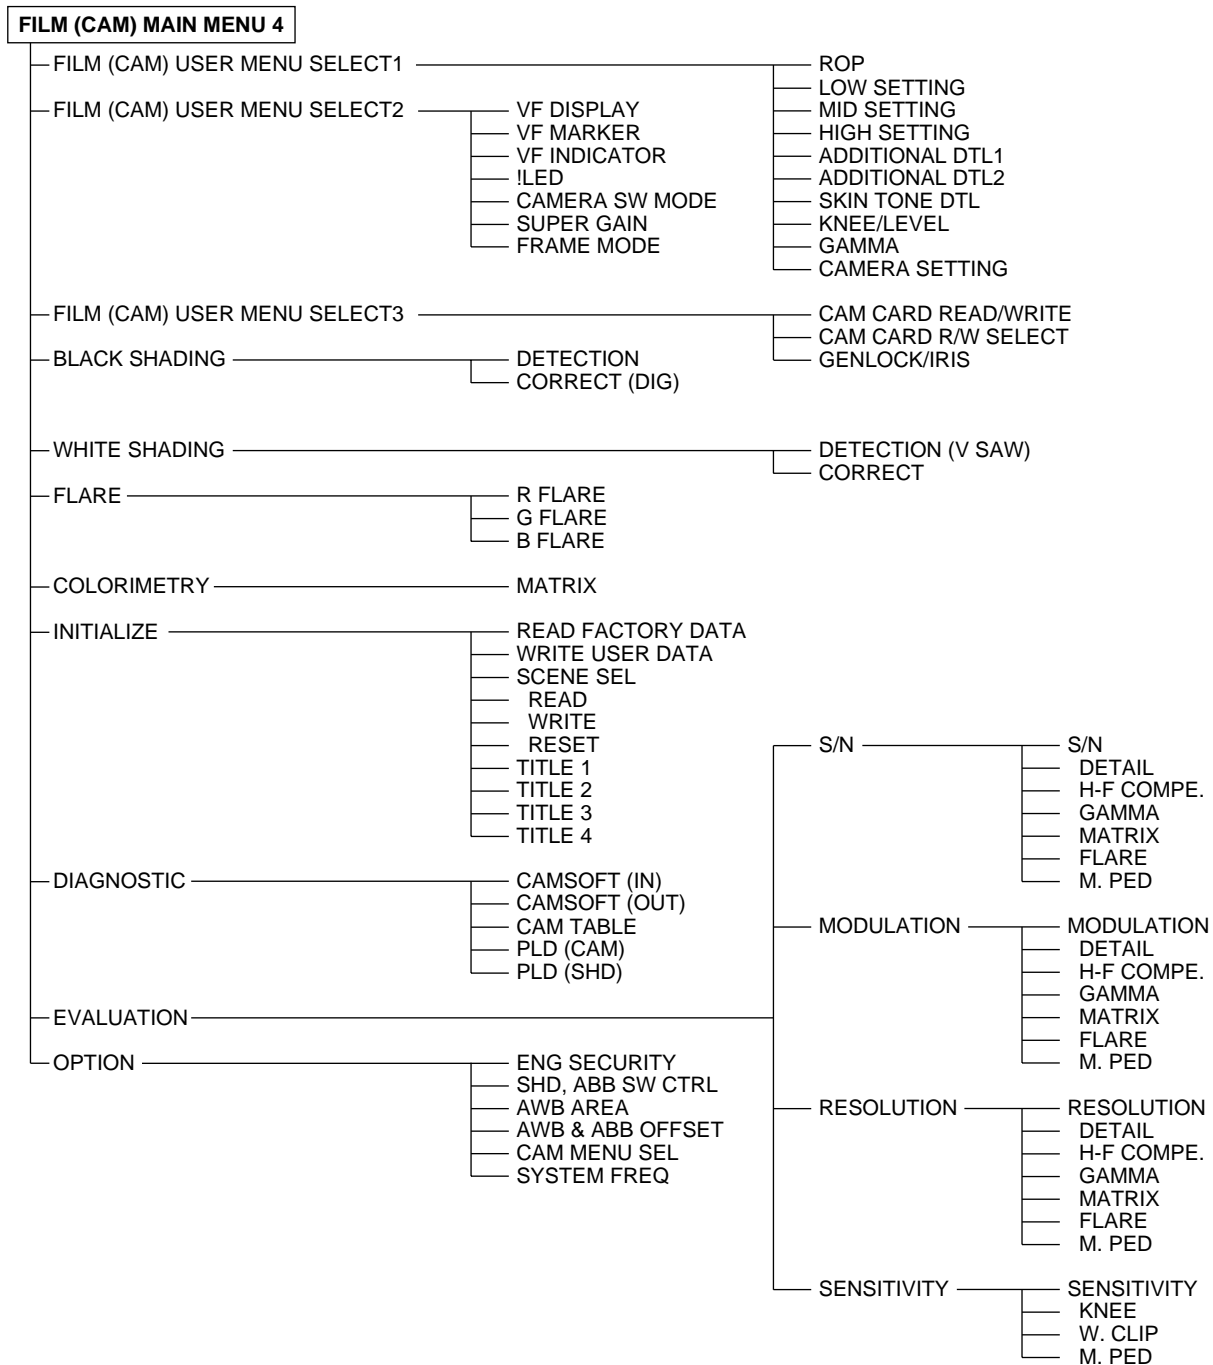 FILM (CAM) MAIN MENU 4
FILM (CAM) USER MENU SELECT1
ROP
LOW SETTING
MID SETTING
HIGH SETTING
ADDITIONAL DTL1
ADDITIONAL DTL2
SKIN TONE DTL
KNEE/LEVEL
GAMMA
CAMERA SETTING
FILM (CAM) USER MENU SELECT2
VF DISPLAY
VF MARKER
VF INDICATOR
!LED
CAMERA SW MODE
SUPER GAIN
FRAME MODE
FILM (CAM) USER MENU SELECT3
CAM CARD READ/WRITE
CAM CARD R/W SELECT
GENLOCK/IRIS
BLACK SHADING
DETECTION
CORRECT (DIG)
WHITE SHADING
DETECTION (V SAW)
CORRECT
FLARE
R FLARE
G FLARE
B FLARE
COLORIMETRY
MATRIX
INITIALIZE
READ FACTORY DATA
WRITE USER DATA
SCENE SEL
READ
WRITE
RESET
TITLE 1
TITLE 2
TITLE 3
TITLE 4
DIAGNOSTIC
CAMSOFT (IN)
CAMSOFT (OUT)
CAM TABLE
PLD (CAM)
PLD (SHD)
EVALUATION
S/N
S/N
DETAIL
H-F COMPE.
GAMMA
MATRIX
FLARE
M. PED
MODULATION
MODULATION
DETAIL
H-F COMPE.
GAMMA
MATRIX
FLARE
M. PED
RESOLUTION
RESOLUTION
DETAIL
H-F COMPE.
GAMMA
MATRIX
FLARE
M. PED
SENSITIVITY
SENSITIVITY
KNEE
W. CLIP
M. PED
OPTION
ENG SECURITY
SHD, ABB SW CTRL
AWB AREA
AWB & ABB OFFSET
CAM MENU SEL
SYSTEM FREQ